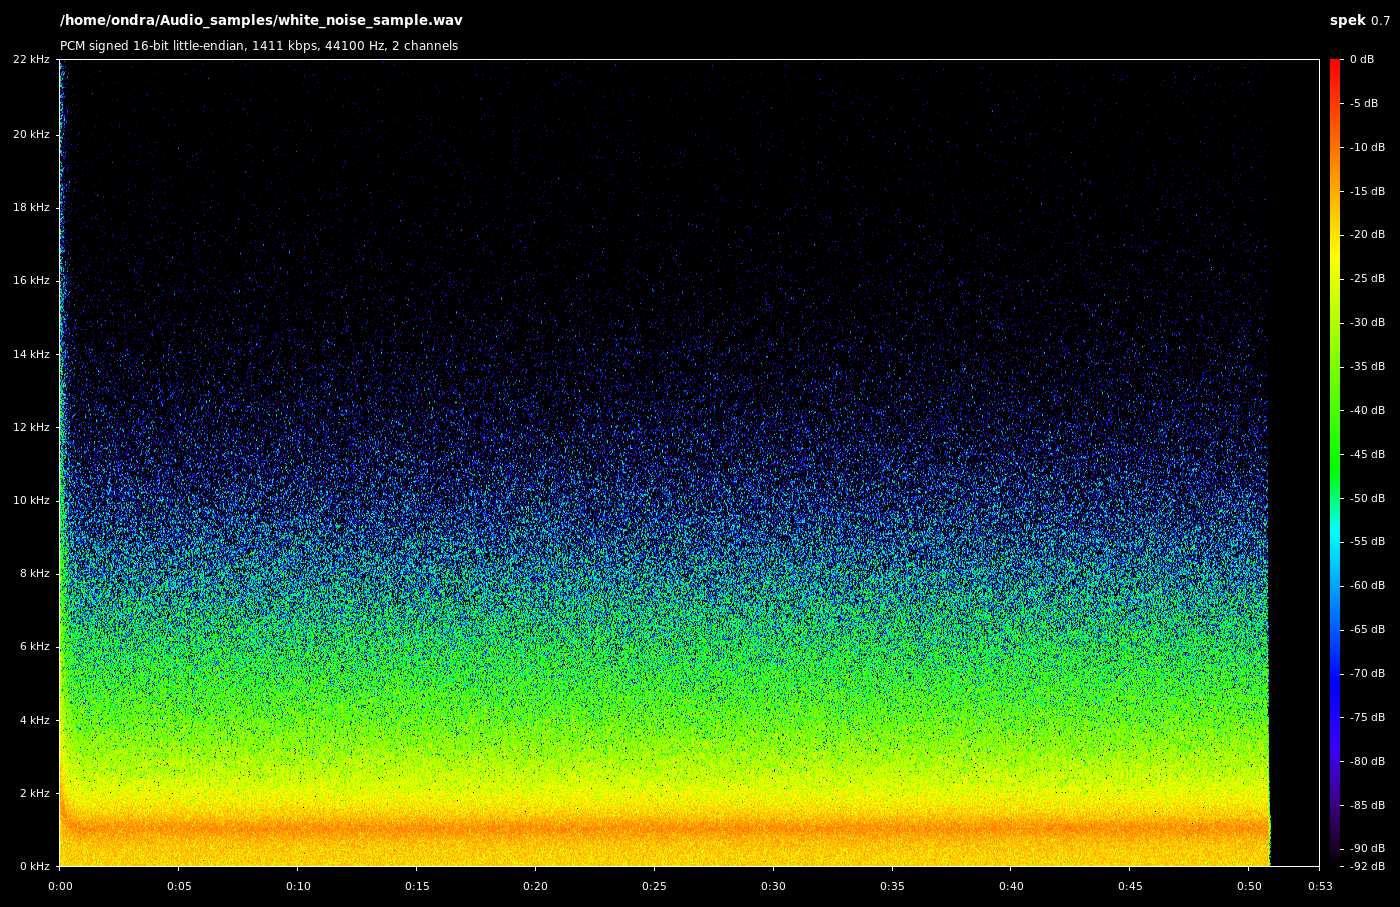 /home/ondra/Audio_samples/white_noise_sample.wav
spek 0.7
PCM signed 16-bit little-endian, 1411 kbps, 44100 Hz, 2 channels
22 kHz
20 kHz
18 kHz
16 kHz
14 kHz
12 kHz
10 kHz
8 kHz
6 kHz
4 kHz
2 kHz
0 kHz
0 dB
-5 dB
-10 dB
-15 dB
-20 dB
-25 dB
-30 dB
-35 dB
-40 dB
-45 dB
-50 dB
-55 dB
-60 dB
-65 dB
-70 dB
-75 dB
-80 dB
-85 dB
-90 dB
-92 dB
0:00 0:05 0:10 0:15 0:20 0:25 0:30 0:35 0:40 0:45 0:50 0:53